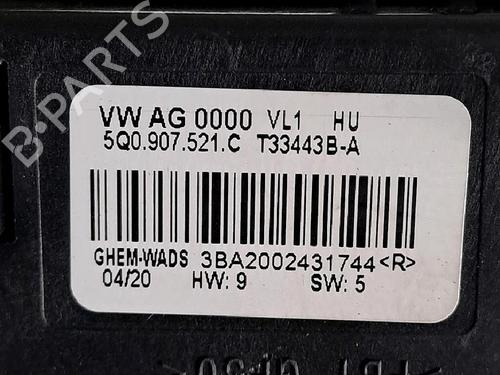 B-PARTS
VW AG 0000 VL1 HU
5Q0.907.521.C T33443B-A
GHEM-WADS 3BA2002431744<R>
04/20 HW: 9 SW: 5